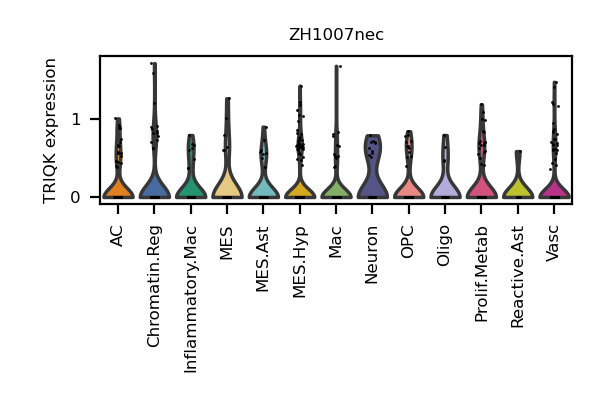 ZH1007nec
TRIQK expression
1
0
AC
Chromatin.Reg
Inflammatory.Mac
MES
MES.Ast
MES.Hyp
Mac
Neuron
OPC
Oligo
Prolif.Metab
Reactive.Ast
Vasc